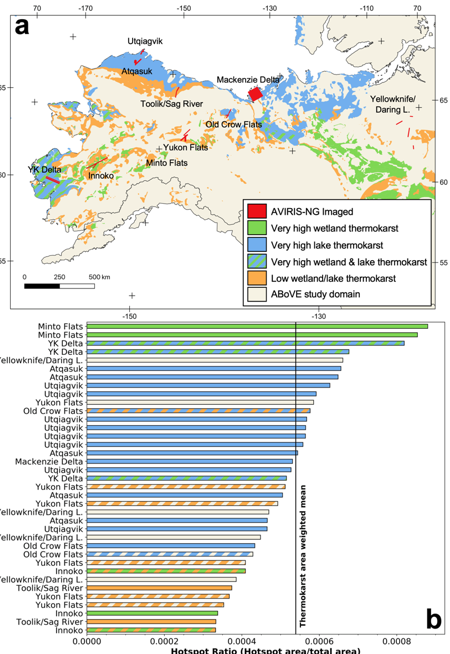 70 -170 -150 -130 -110 70
a
Utqiagvik
Atqasuk
Mackenzie Delta
Toolik/Sag River
Yellowknife/
Daring L.
Old Crow Flats
Yukon Flats
Minto Flats
YK Delta
Innoko
65 65
60 60
55 55
AVIRIS-NG Imaged
Very high wetland thermokarst
Very high lake thermokarst
Very high wetland & lake thermokarst
Low wetland/lake thermokarst
ABoVE study domain
0 250 500 km
-150 -130
Minto Flats
Minto Flats
YK Delta
YK Delta
Yellowknife/Daring L.
Atqasuk
Atqasuk
Utqiagvik
Utqiagvik
Yukon Flats
Old Crow Flats
Utqiagvik
Utqiagvik
Utqiagvik
Utqiagvik
Atqasuk
Mackenzie Delta
Utqiagvik
YK Delta
Yukon Flats
Atqasuk
Yukon Flats
Yellowknife/Daring L.
Atqasuk
Utqiagvik
Yellowknife/Daring L.
Old Crow Flats
Old Crow Flats
Yukon Flats
Innoko
Yellowknife/Daring L.
Toolik/Sag River
Yukon Flats
Yukon Flats
Innoko
Toolik/Sag River
Innoko
Thermokarst area weighted mean
b
0.0000 0.0002 0.0004 0.0006 0.0008
Hotspot Ratio (Hotspot area/total area)